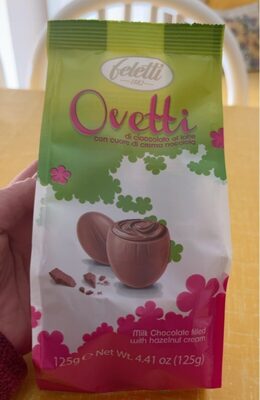 feletti
1882
Ovetti
di cioccolato al latte
con cuore di crema nocciola
Milk Chocolate filled
with hazelnut cream
125g ℮ Net Wt. 4.41 oz (125g)